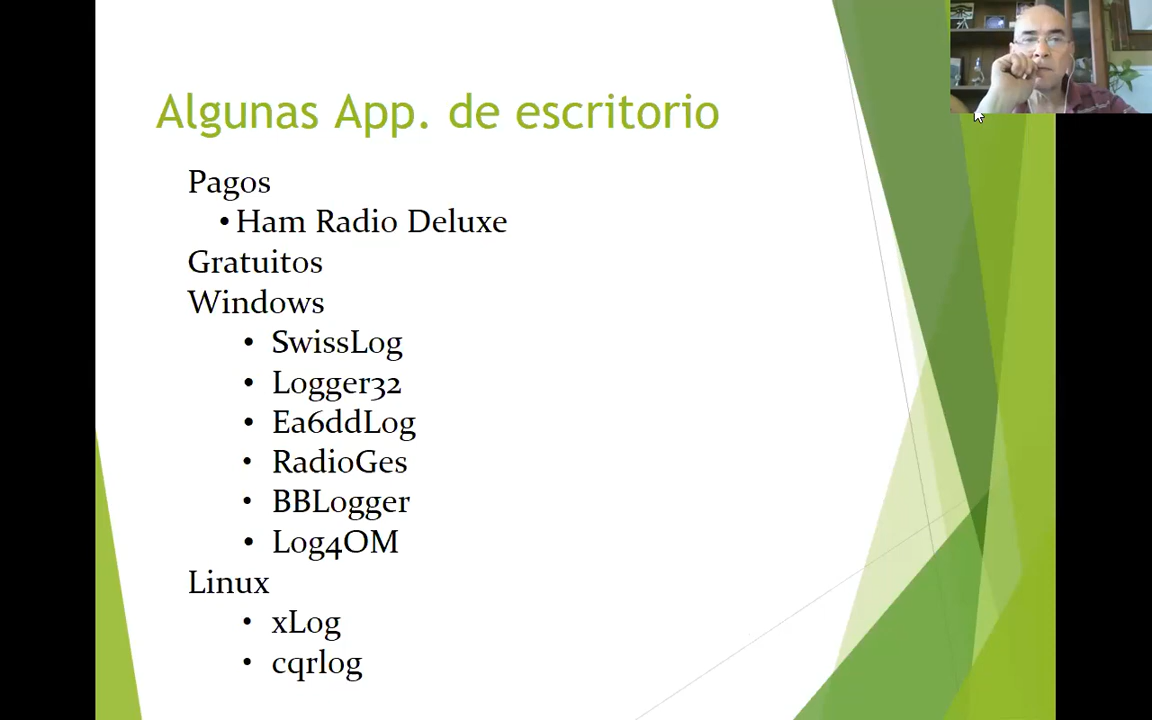 Algunas App. de escritorio
Pagos
• Ham Radio Deluxe
Gratuitos
Windows
• SwissLog
• Logger32
• Ea6ddLog
• RadioGes
• BBLogger
• Log4OM
Linux
• xLog
• cqrlog